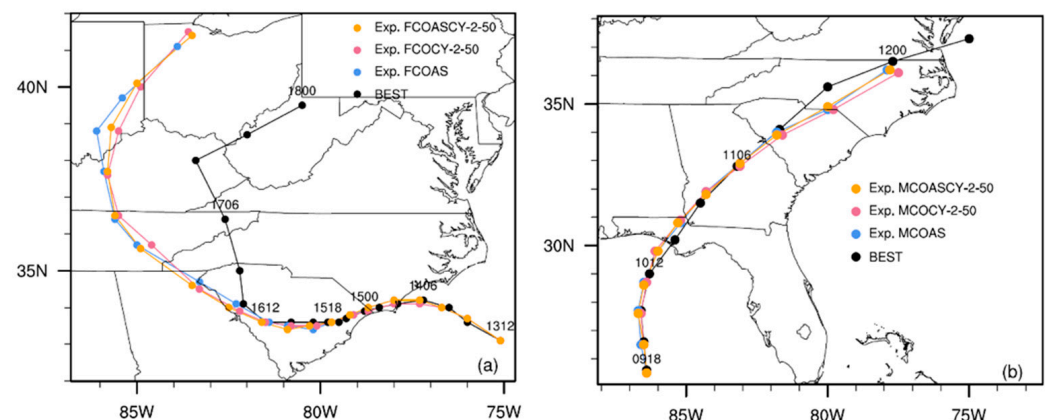 Exp. FCOASCY-2-50
Exp. FCOCY-2-50
Exp. FCOAS
BEST
40N
35N
1800
1706
1612
1518
1500
1406
1312
(a)
85W
80W
75W
1200
35N
30N
1106
1012
0918
Exp. MCOASCY-2-50
Exp. MCOCY-2-50
Exp. MCOAS
BEST
(b)
85W
80W
75W